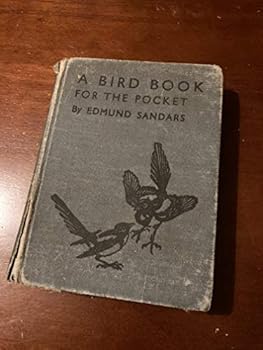 A BIRD BOOK
FOR THE POCKET
By EDMUND SANDARS